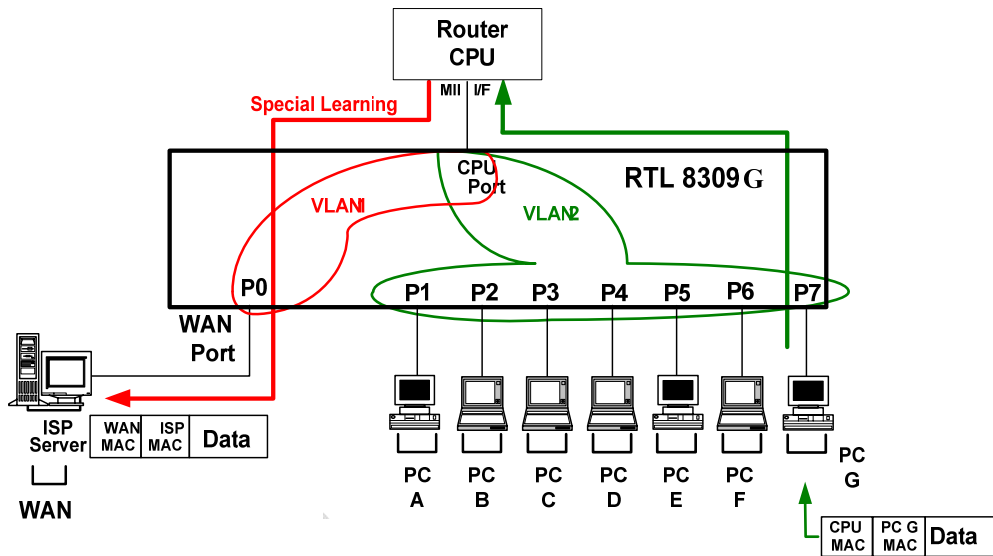 Router
CPU
MII I/F
Special Learning
CPU
Port
RTL 8309G
VLAN1
VLAN2
P0 P1 P2 P3 P4 P5 P6 P7
WAN
Port
ISP
Server
WAN
MAC
ISP
MAC
Data
WAN
PC
A
PC
B
PC
C
PC
D
PC
E
PC
F
PC
G
CPU
MAC
PC G
MAC
Data